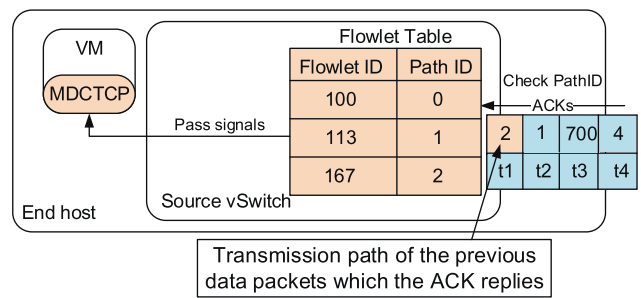 VM
MDCTCP
Flowlet Table
Flowlet ID Path ID
100 0
113 1
167 2
Check PathID
ACKs
Pass signals
2 1 700 4
t1 t2 t3 t4
Source vSwitch
End host
Transmission path of the previous
data packets which the ACK replies